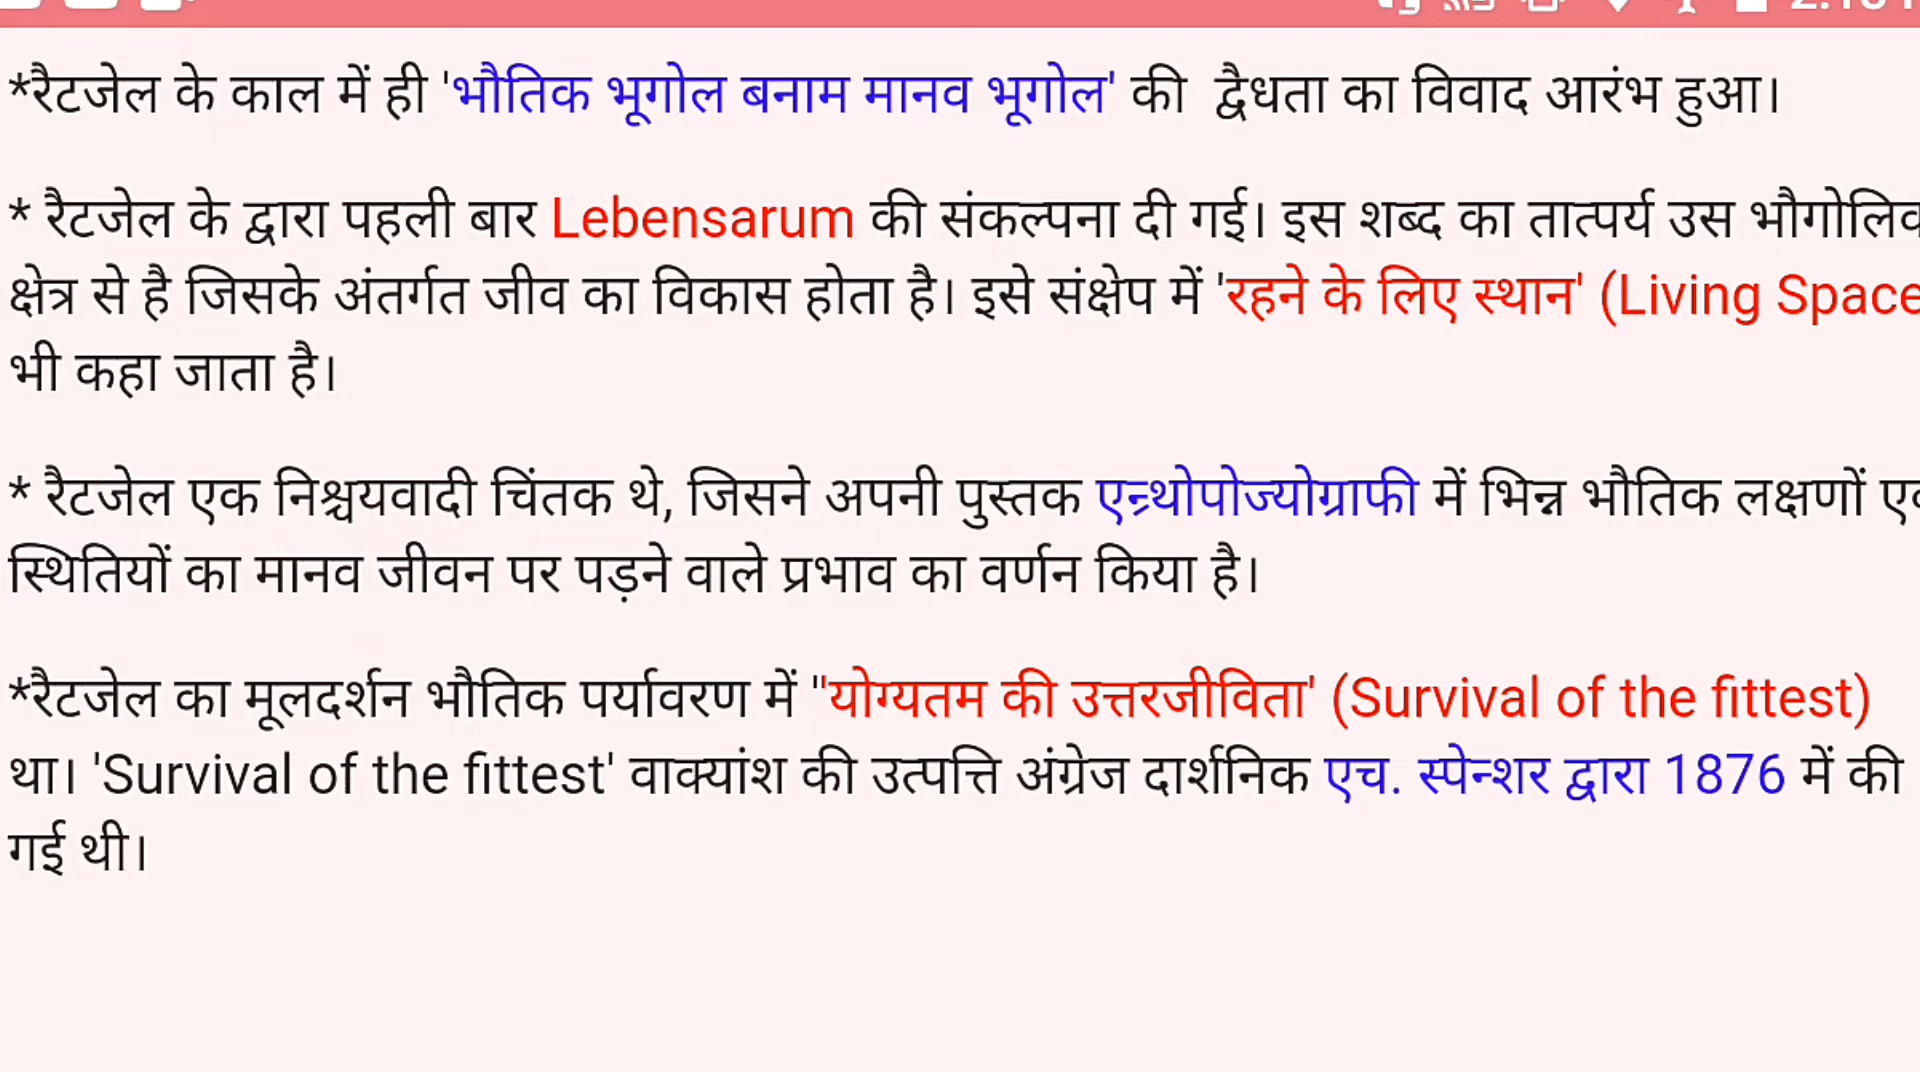 *रैटजेल के काल में ही 'भौतिक भूगोल बनाम मानव भूगोल' की द्वैधता का विवाद आरंभ हुआ।
* रैटजेल के द्वारा पहली बार Lebensarum की संकल्पना दी गई। इस शब्द का तात्पर्य उस
क्षेत्र से है जिसके अंतर्गत जीव का विकास होता है। इसे संक्षेप में 'रहने के लिए स्थान' (Living Space
भी कहा जाता है।
* रैटजेल एक निश्चयवादी चिंतक थे, जिसने अपनी पुस्तक एन्थ्रोपोज्योग्राफी में भिन्न भौतिक लक्षणों
स्थितियों का मानव जीवन पर पड़ने वाले प्रभाव का वर्णन किया है।
*रैटजेल का मूलदर्शन भौतिक पर्यावरण में "योग्यतम की उत्तरजीविता' (Survival of the fittest)
था। 'Survival of the fittest' वाक्यांश की उत्पत्ति अंग्रेज दार्शनिक एच. स्पेन्शर द्वारा 1876 में की
गई थी।